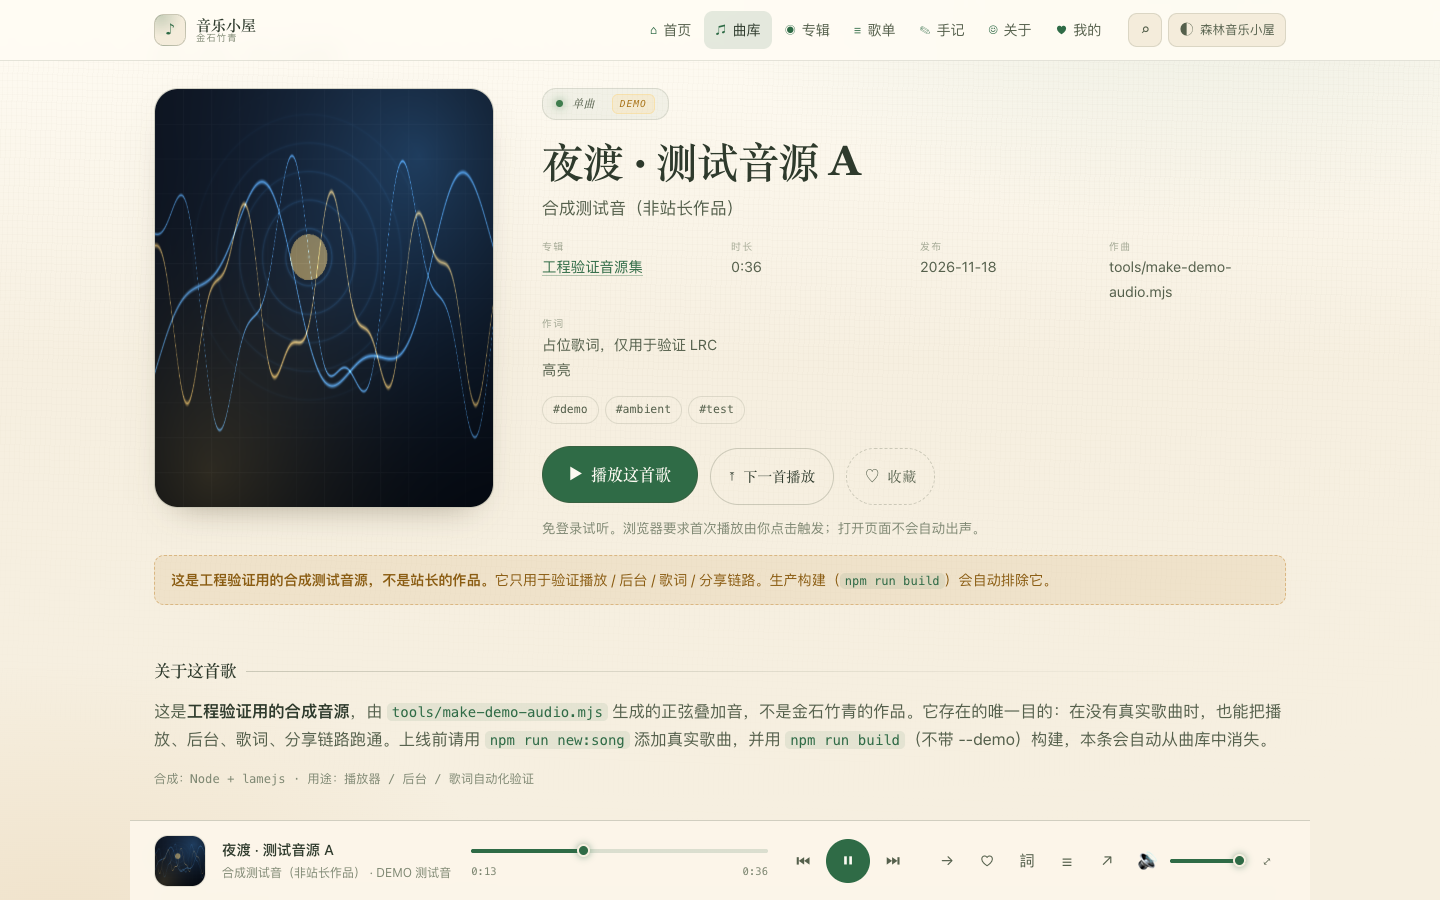 音乐小屋
金石竹青
首页
曲库
专辑
歌单
手记
关于
我的
森林音乐小屋
单曲 DEMO
夜渡 · 测试音源 A
合成测试音（非站长作品）
专辑
工程验证音源集
时长
0:36
发布
2026-11-18
作曲
tools/make-demo-
audio.mjs
作词
占位歌词，仅用于验证 LRC
高亮
#demo
#ambient
#test
播放这首歌
下一首播放
收藏
免登录试听。浏览器要求首次播放由你点击触发；打开页面不会自动出声。
这是工程验证用的合成测试音源，不是站长的作品。它只用于验证播放 / 后台 / 歌词 / 分享链路。生产构建（npm run build）会自动排除它。
关于这首歌
这是工程验证用的合成音源，由 tools/make-demo-audio.mjs 生成的正弦叠加音，不是金石竹青的作品。它存在的唯一目的：在没有真实歌曲时，也能把播
放、后台、歌词、分享链路跑通。上线前请用 npm run new:song 添加真实歌曲，并用 npm run build（不带 --demo）构建，本条会自动从曲库中消失。
合成：Node + lamejs · 用途：播放器 / 后台 / 歌词自动化验证
夜渡 · 测试音源 A
合成测试音（非站长作品） · DEMO 测试音
0:13
0:36
詞